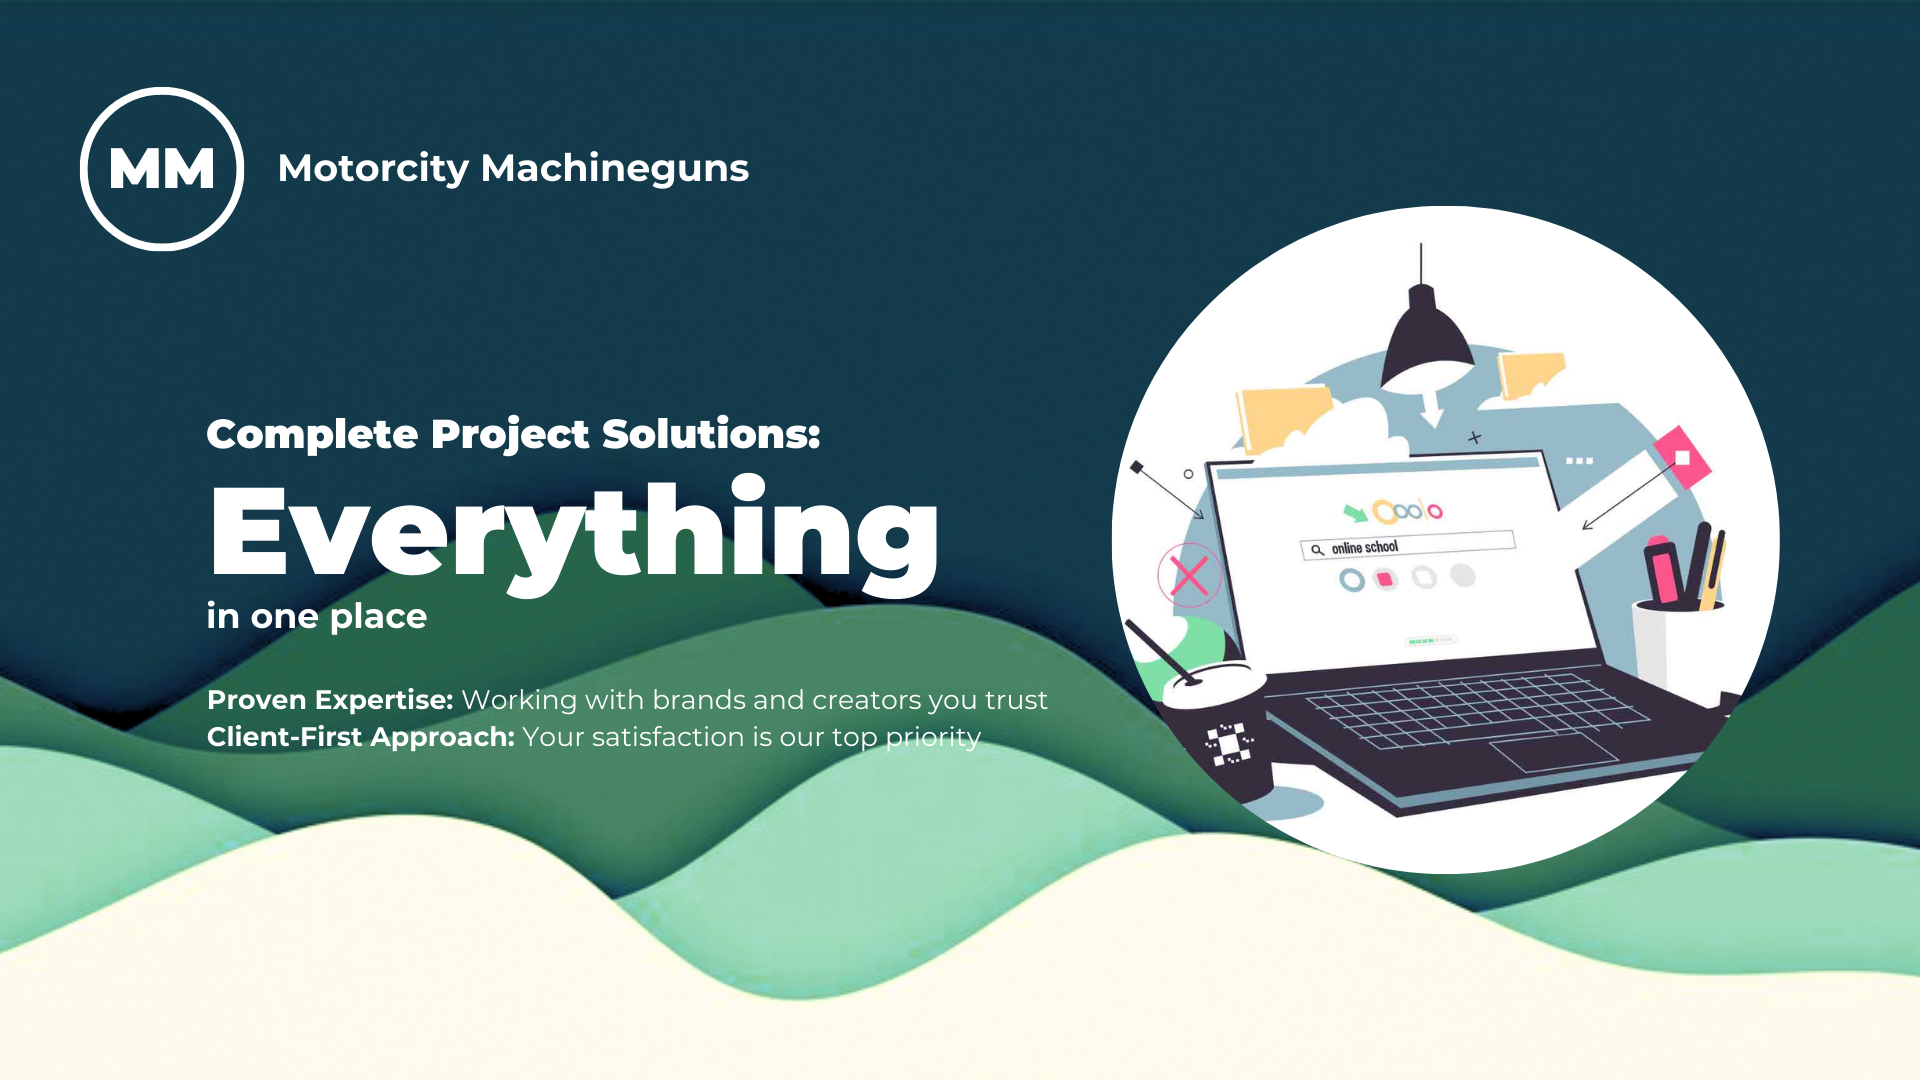 MM
Motorcity Machineguns
Complete Project Solutions:
Everything
in one place
Proven Expertise: Working with brands and creators you trust
Client-First Approach: Your satisfaction is our top priority
online school